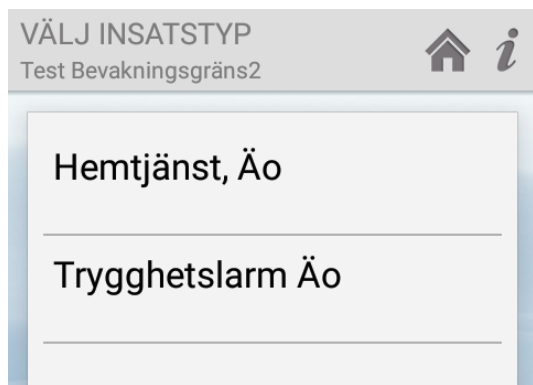 VÄLJ INSATSTYP
Test Bevakningsgräns2
Hemtjänst, Äo
Trygghetslarm Äo